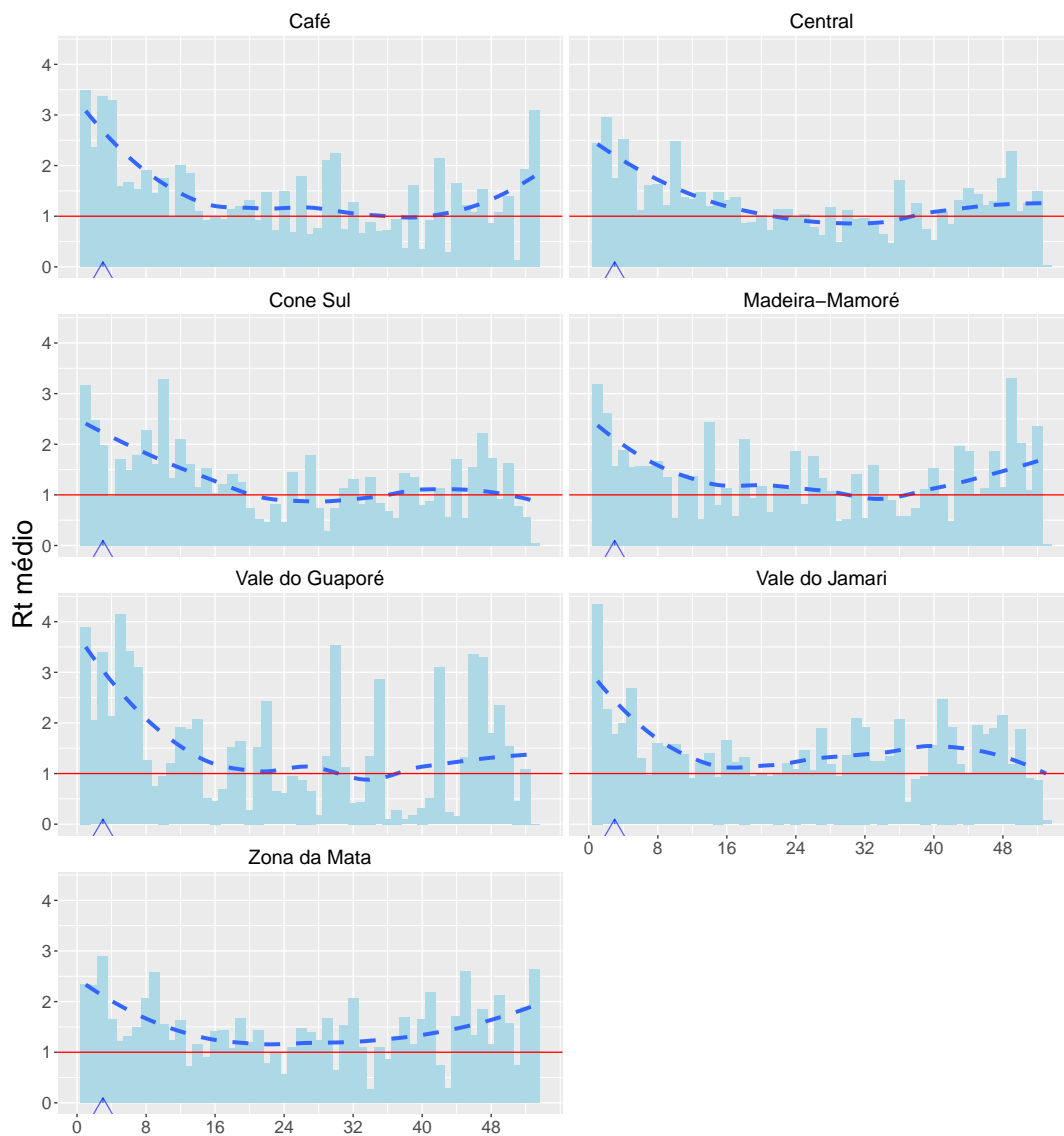 Café
Central
4
3
2
1
0
Cone Sul
Madeira−Mamoré
4
3
2
1
0
Rt médio
Vale do Guaporé
Vale do Jamari
4
3
2
1
0
0 8 16 24 32 40 48
Zona da Mata
4
3
2
1
0
0 8 16 24 32 40 48